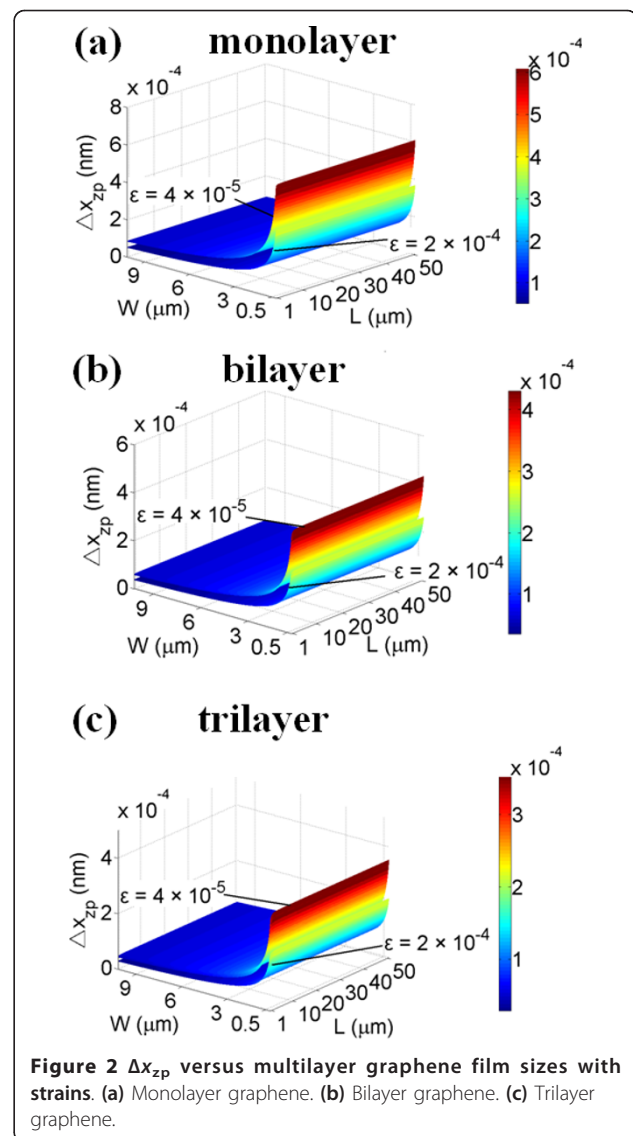 (a) monolayer
x 10⁻⁴
8
6
4
2
0
Δx_zp (nm)
ε = 4 × 10⁻⁵
ε = 2 × 10⁻⁴
9
6
3
0.5
W (μm)
1
10
20
30
40
50
L (μm)
x 10⁻⁴
6
5
4
3
2
1
(b) bilayer
x 10⁻⁴
6
4
2
0
Δx_zp (nm)
ε = 4 × 10⁻⁵
ε = 2 × 10⁻⁴
9
6
3
0.5
W (μm)
1
10
20
30
40
50
L (μm)
x 10⁻⁴
4
3
2
1
(c) trilayer
x 10⁻⁴
4
2
0
Δx_zp (nm)
ε = 4 × 10⁻⁵
ε = 2 × 10⁻⁴
9
6
3
0.5
W (μm)
1
10
20
30
40
50
L (μm)
x 10⁻⁴
3
2
1
Figure 2 Δx_zp versus multilayer graphene film sizes with
strains. (a) Monolayer graphene. (b) Bilayer graphene. (c) Trilayer
graphene.